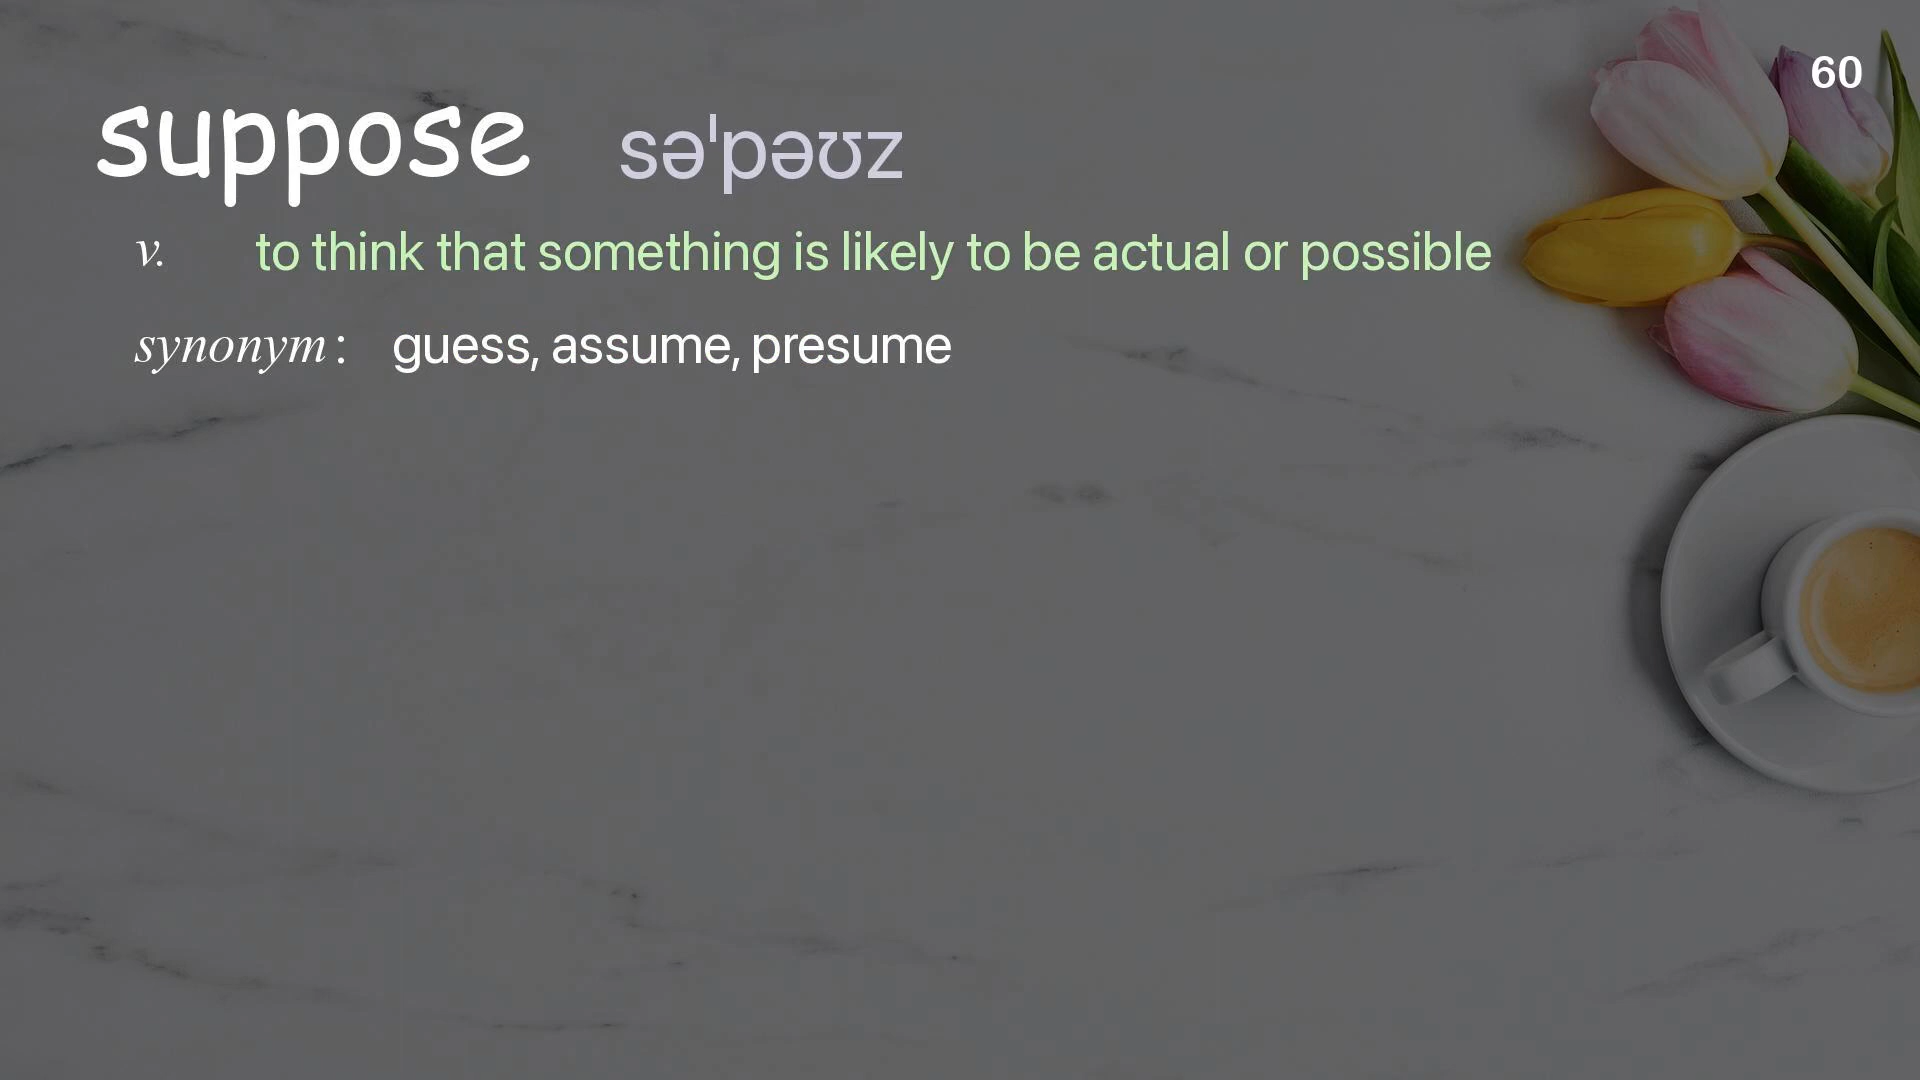 60
suppose səˈpəʊz
v. to think that something is likely to be actual or possible
synonym : guess, assume, presume